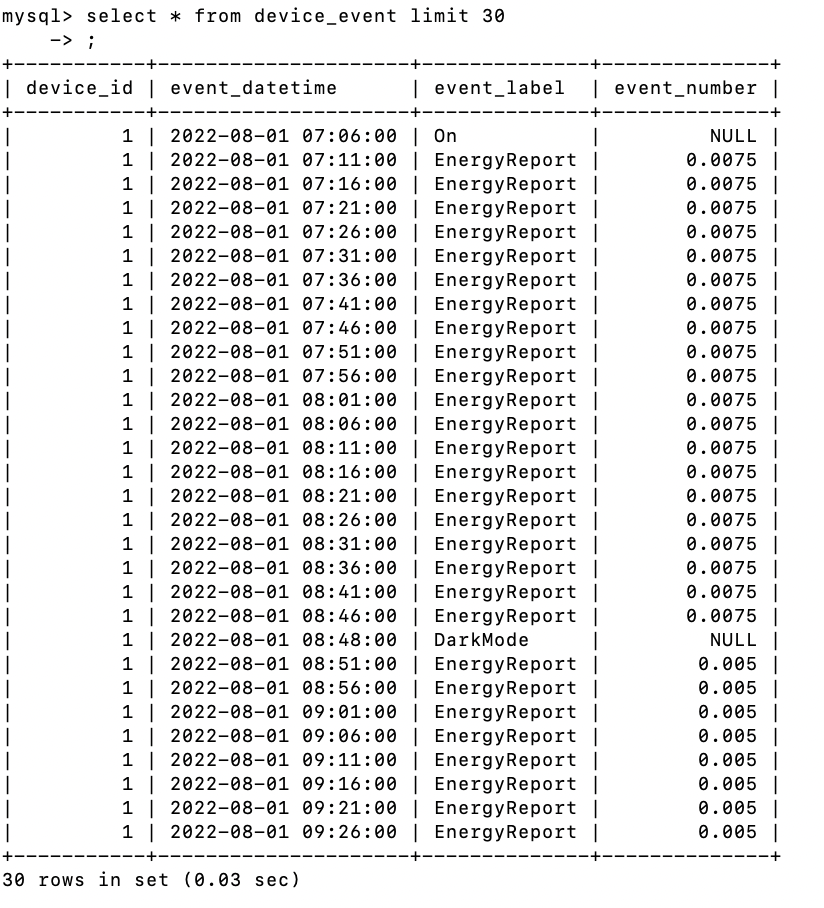 mysql> select * from device_event limit 30
    -> ;
+-----------+---------------------+--------------+--------------+
| device_id | event_datetime      | event_label  | event_number |
+-----------+---------------------+--------------+--------------+
|         1 | 2022-08-01 07:06:00 | On           |         NULL |
|         1 | 2022-08-01 07:11:00 | EnergyReport |       0.0075 |
|         1 | 2022-08-01 07:16:00 | EnergyReport |       0.0075 |
|         1 | 2022-08-01 07:21:00 | EnergyReport |       0.0075 |
|         1 | 2022-08-01 07:26:00 | EnergyReport |       0.0075 |
|         1 | 2022-08-01 07:31:00 | EnergyReport |       0.0075 |
|         1 | 2022-08-01 07:36:00 | EnergyReport |       0.0075 |
|         1 | 2022-08-01 07:41:00 | EnergyReport |       0.0075 |
|         1 | 2022-08-01 07:46:00 | EnergyReport |       0.0075 |
|         1 | 2022-08-01 07:51:00 | EnergyReport |       0.0075 |
|         1 | 2022-08-01 07:56:00 | EnergyReport |       0.0075 |
|         1 | 2022-08-01 08:01:00 | EnergyReport |       0.0075 |
|         1 | 2022-08-01 08:06:00 | EnergyReport |       0.0075 |
|         1 | 2022-08-01 08:11:00 | EnergyReport |       0.0075 |
|         1 | 2022-08-01 08:16:00 | EnergyReport |       0.0075 |
|         1 | 2022-08-01 08:21:00 | EnergyReport |       0.0075 |
|         1 | 2022-08-01 08:26:00 | EnergyReport |       0.0075 |
|         1 | 2022-08-01 08:31:00 | EnergyReport |       0.0075 |
|         1 | 2022-08-01 08:36:00 | EnergyReport |       0.0075 |
|         1 | 2022-08-01 08:41:00 | EnergyReport |       0.0075 |
|         1 | 2022-08-01 08:46:00 | EnergyReport |       0.0075 |
|         1 | 2022-08-01 08:48:00 | DarkMode     |         NULL |
|         1 | 2022-08-01 08:51:00 | EnergyReport |        0.005 |
|         1 | 2022-08-01 08:56:00 | EnergyReport |        0.005 |
|         1 | 2022-08-01 09:01:00 | EnergyReport |        0.005 |
|         1 | 2022-08-01 09:06:00 | EnergyReport |        0.005 |
|         1 | 2022-08-01 09:11:00 | EnergyReport |        0.005 |
|         1 | 2022-08-01 09:16:00 | EnergyReport |        0.005 |
|         1 | 2022-08-01 09:21:00 | EnergyReport |        0.005 |
|         1 | 2022-08-01 09:26:00 | EnergyReport |        0.005 |
+-----------+---------------------+--------------+--------------+
30 rows in set (0.03 sec)